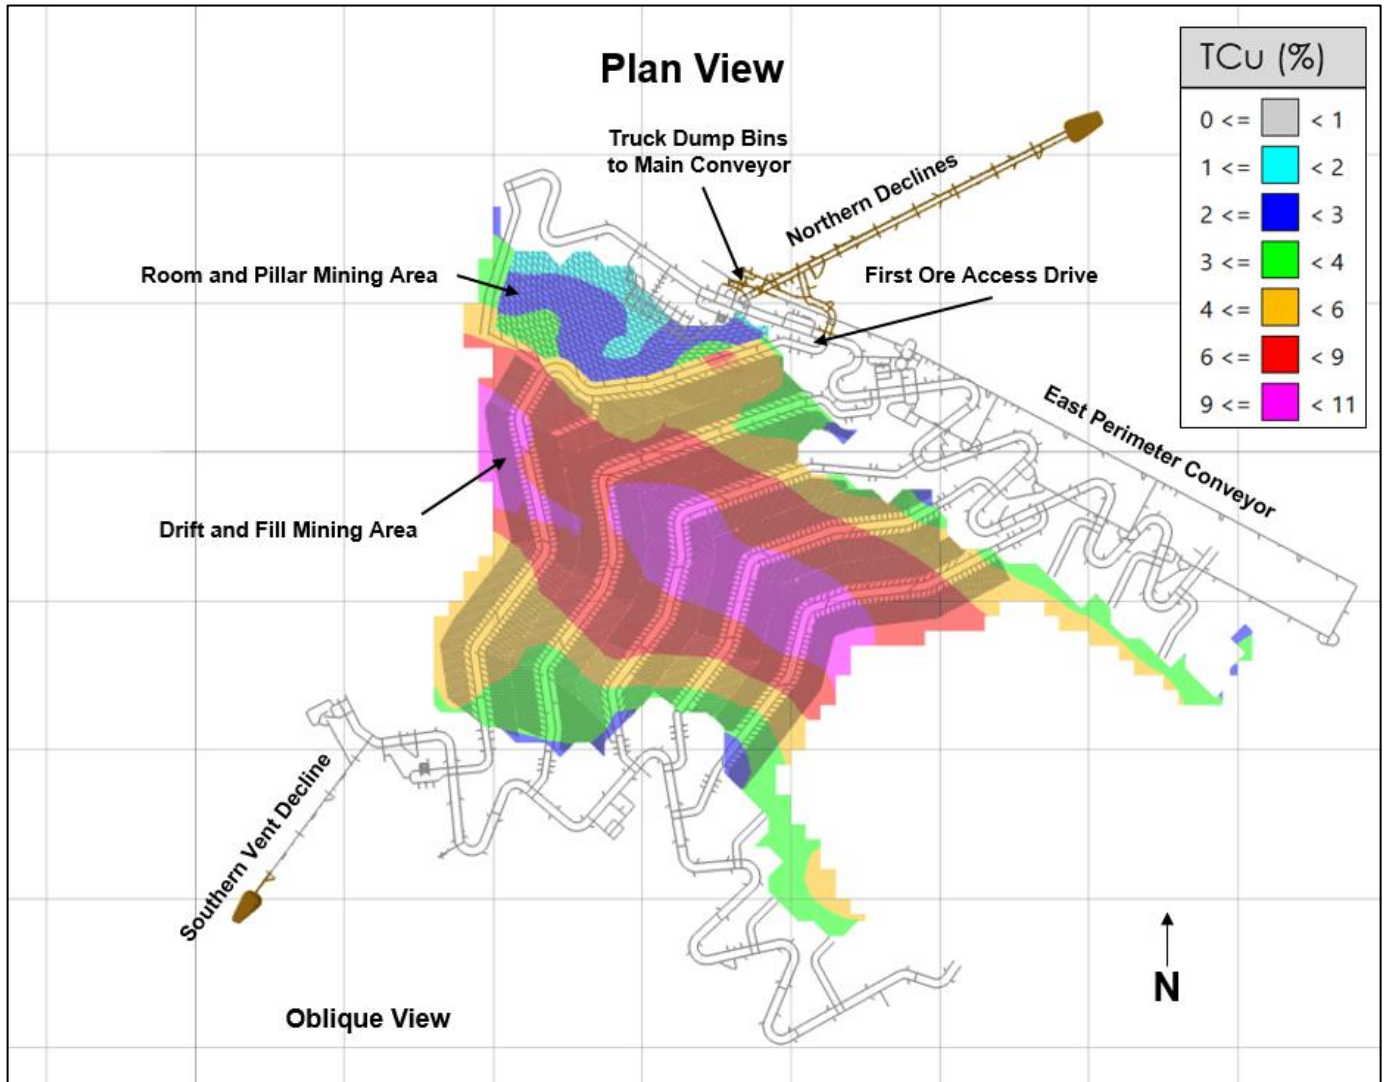 Plan View
TCu (%)
0 <= < 1
1 <= < 2
2 <= < 3
3 <= < 4
4 <= < 6
6 <= < 9
9 <= < 11
Truck Dump Bins
to Main Conveyor
Northern Declines
Room and Pillar Mining Area
First Ore Access Drive
East Perimeter Conveyor
Drift and Fill Mining Area
Southern Vent Decline
N
Oblique View